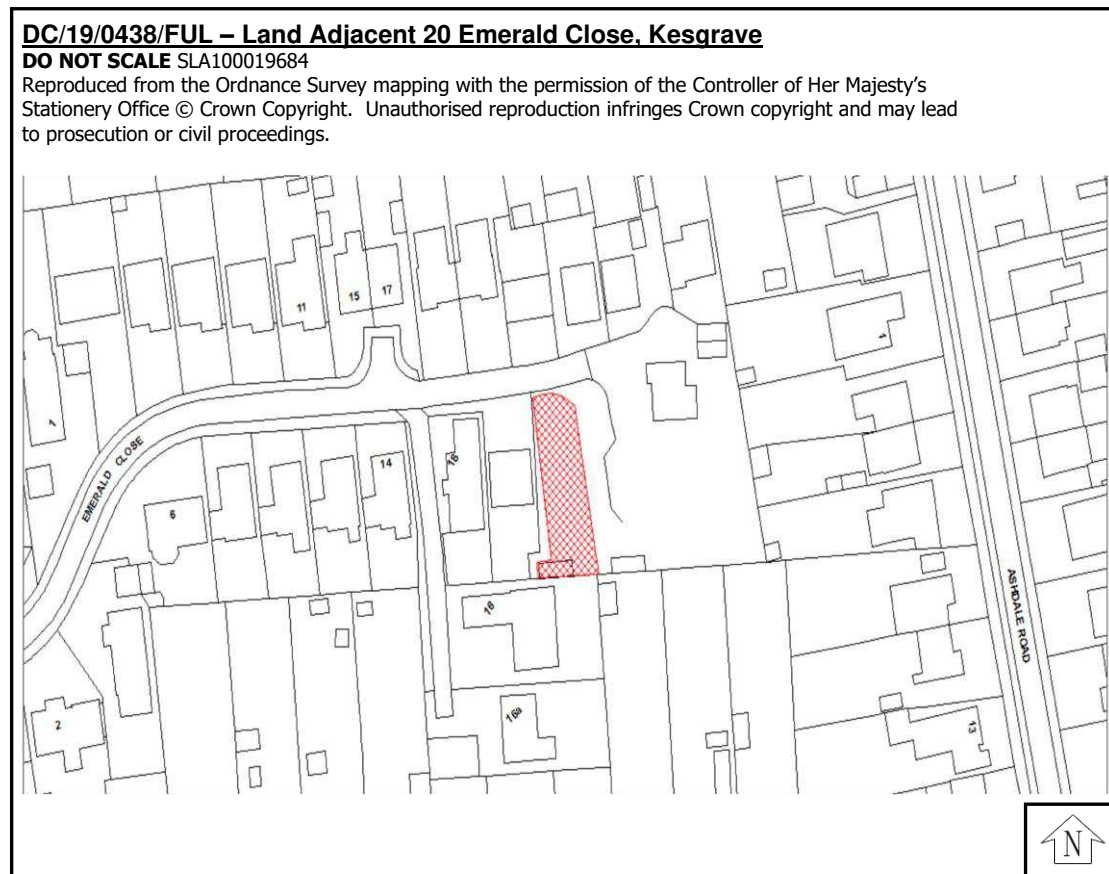 DC/19/0438/FUL – Land Adjacent 20 Emerald Close, Kesgrave
DO NOT SCALE SLA100019684
Reproduced from the Ordnance Survey mapping with the permission of the Controller of Her Majesty's
Stationery Office © Crown Copyright. Unauthorised reproduction infringes Crown copyright and may lead
to prosecution or civil proceedings.
11
15
17
1
1
EMERALD CLOSE
14
18
6
ASHDALE ROAD
16
2
16a
13
N